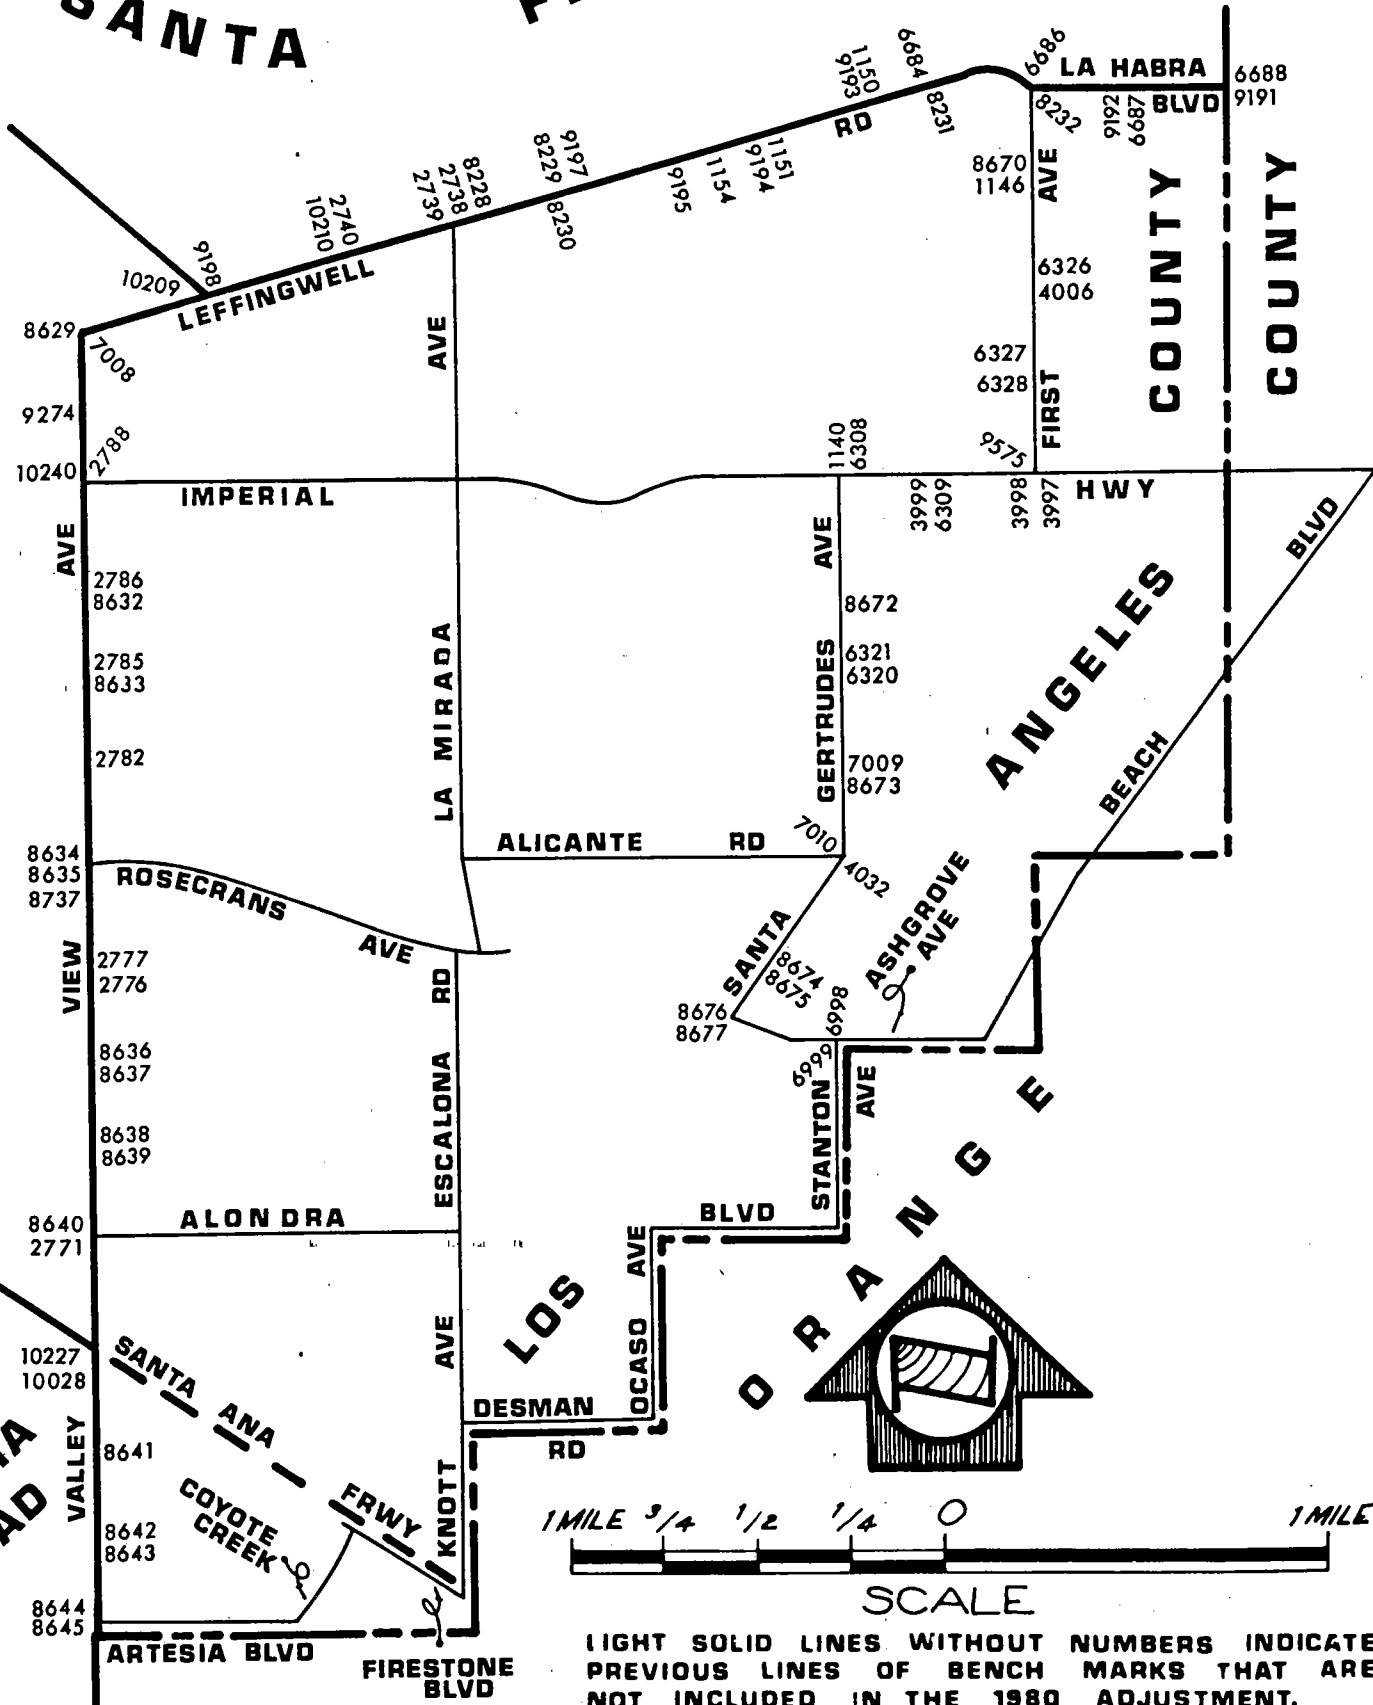 SANTA
6686
LA HABRA
BLVD
6688
9191
1150
9193
6684
8231
8232
9192
6687
RD
8670
1146
AVE
COUNTY
COUNTY
9197
8229
8230
9195
1154
1151
9194
8228
2738
2739
2740
10210
9198
10209
LEFFINGWELL
6326
4006
8629
7008
AVE
6327
6328
FIRST
9274
2788
10240
1140
6308
9575
IMPERIAL
HWY
3999
6309
3998
3997
BLVD
AVE
AVE
2786
8632
8672
ANGELES
2785
8633
LA MIRADA
GERTRUDES
6321
6320
2782
7009
8673
BEACH
8634
8635
8737
ALICANTE RD
7010
4032
ROSECRANS
AVE
SANTA
ASHGROVE
AVE
VIEW
2777
2776
RD
8674
8675
8676
8677
6998
6999
8636
8637
ESCALONA
STANTON
AVE
8638
8639
8640
2771
ALONDRA
BLVD
ORANGE
AVE
OCASO
LOS
10227
10028
SANTA
ANA
FRWY
AVE
DESMAN
RD
VALLEY
8641
COYOTE
CREEK
KNOTT
8642
8643
8644
8645
ARTESIA BLVD
FIRESTONE
BLVD
1 MILE 3/4 1/2 1/4 0 1 MILE
SCALE
LIGHT SOLID LINES WITHOUT NUMBERS INDICATE
PREVIOUS LINES OF BENCH MARKS THAT ARE
NOT INCLUDED IN THE 1980 ADJUSTMENT.